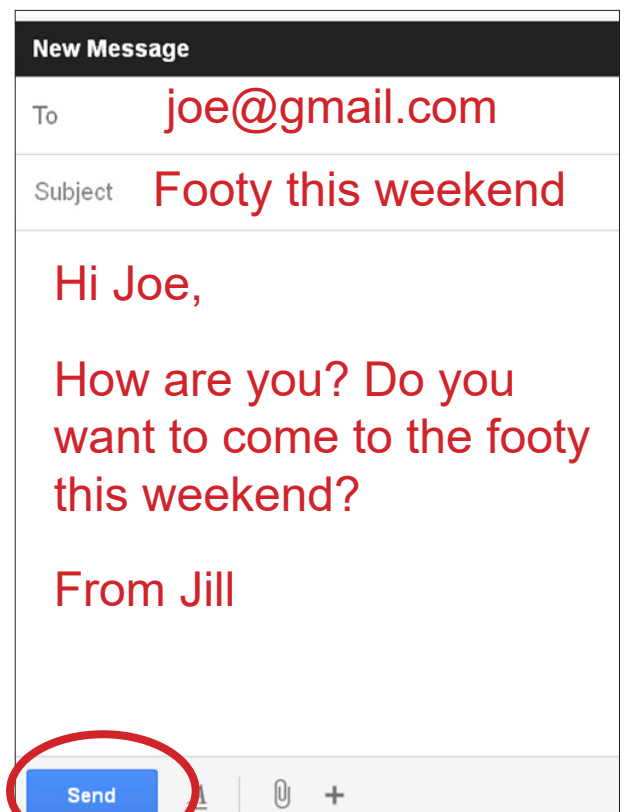 New Message
To joe@gmail.com
Subject Footy this weekend
Hi Joe,
How are you? Do you
want to come to the footy
this weekend?
From Jill
Send A +